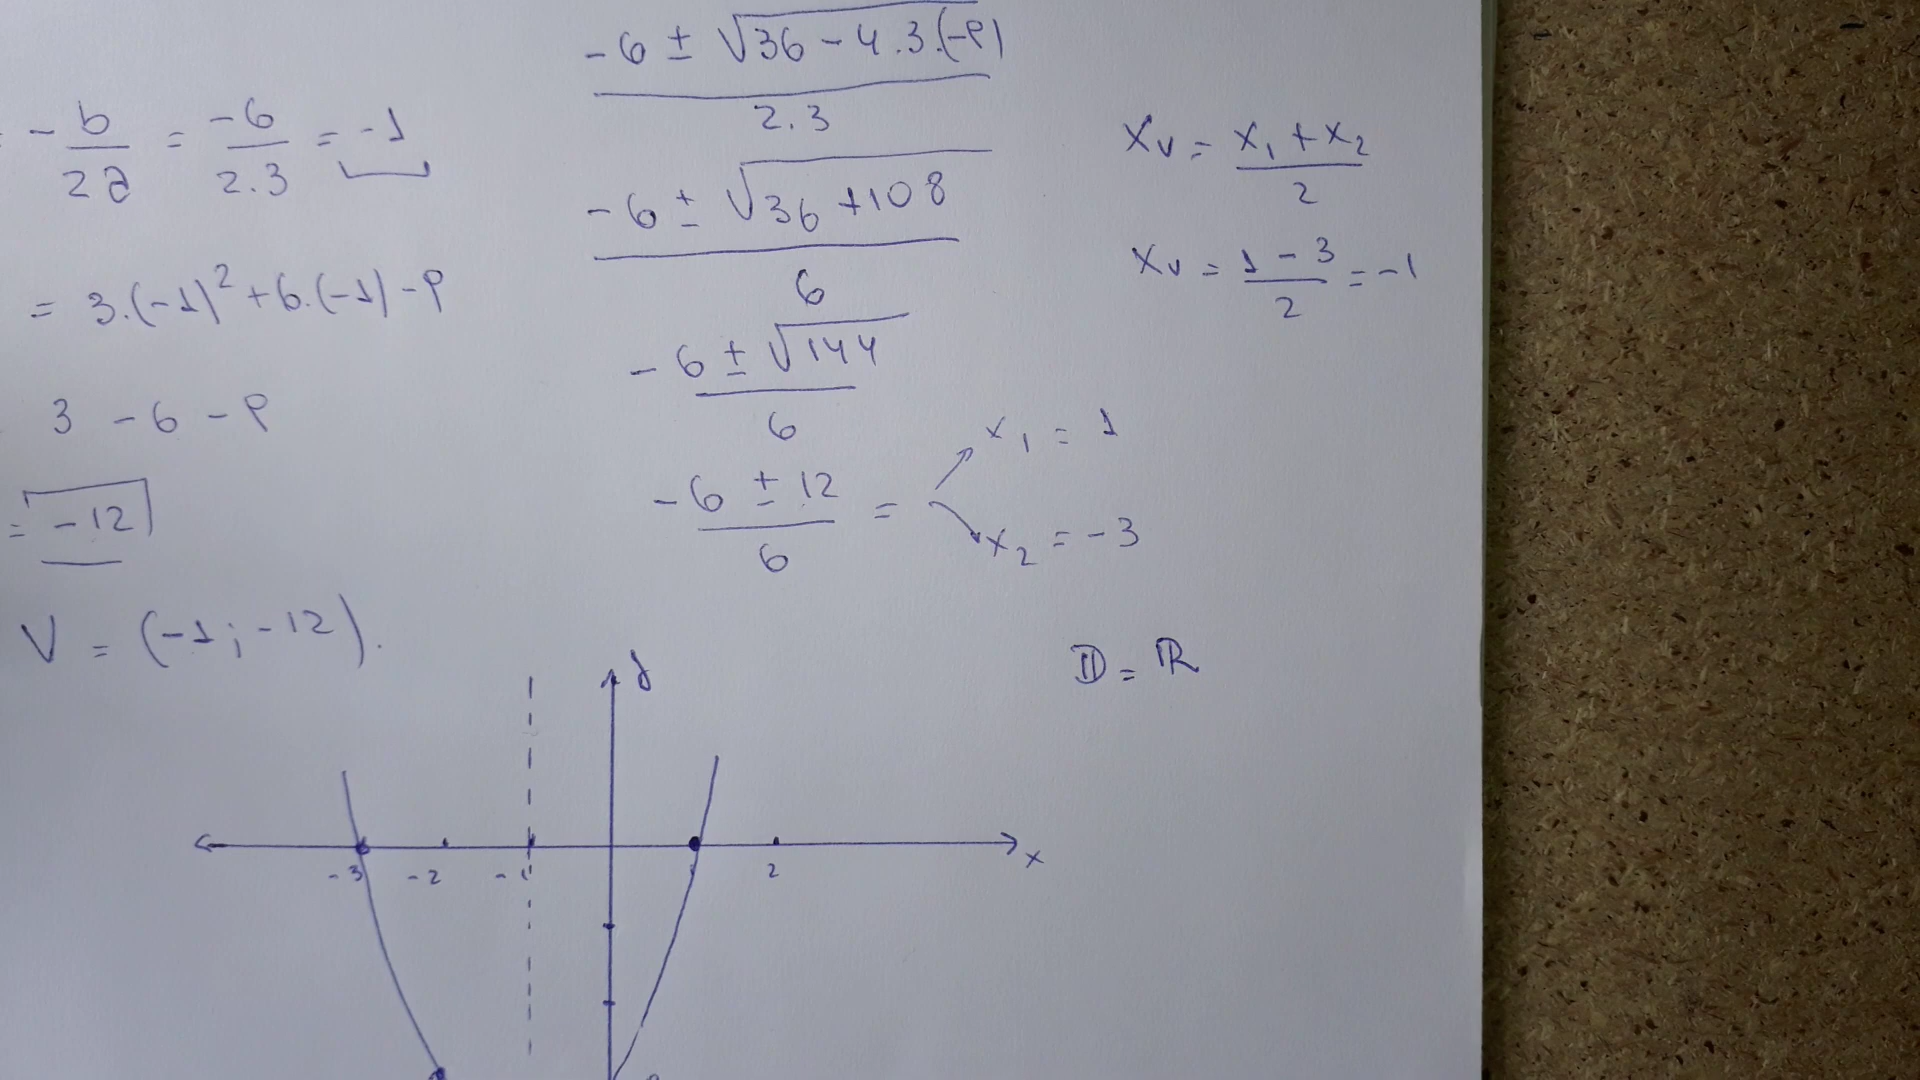 - b / 2a = -6 / 2.3 = -1
= 3.(-1)² + 6.(-1) - 9
3 - 6 - 9
= -12
V = (-1; -12).
-6 ± √36 - 4.3.(-9) / 2.3
-6 ± √36 + 108 / 6
-6 ± √144 / 6
-6 ± 12 / 6 =
x₁ = 1
x₂ = -3
Xv = x₁ + x₂ / 2
Xv = 1 - 3 / 2 = -1
𝔻 = ℝ
y
-3 -2 -1 1 2
x